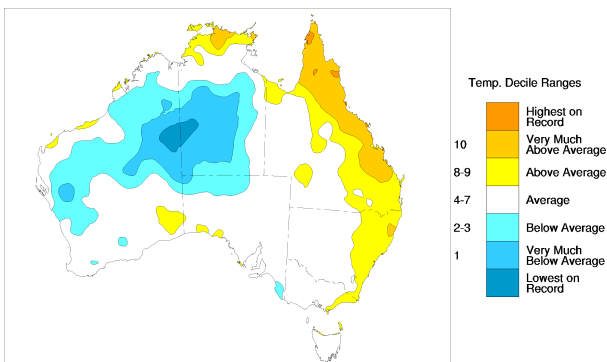 Temp. Decile Ranges
Highest on
Record
10
Very Much
Above Average
8-9
Above Average
4-7
Average
2-3
Below Average
1
Very Much
Below Average
Lowest on
Record